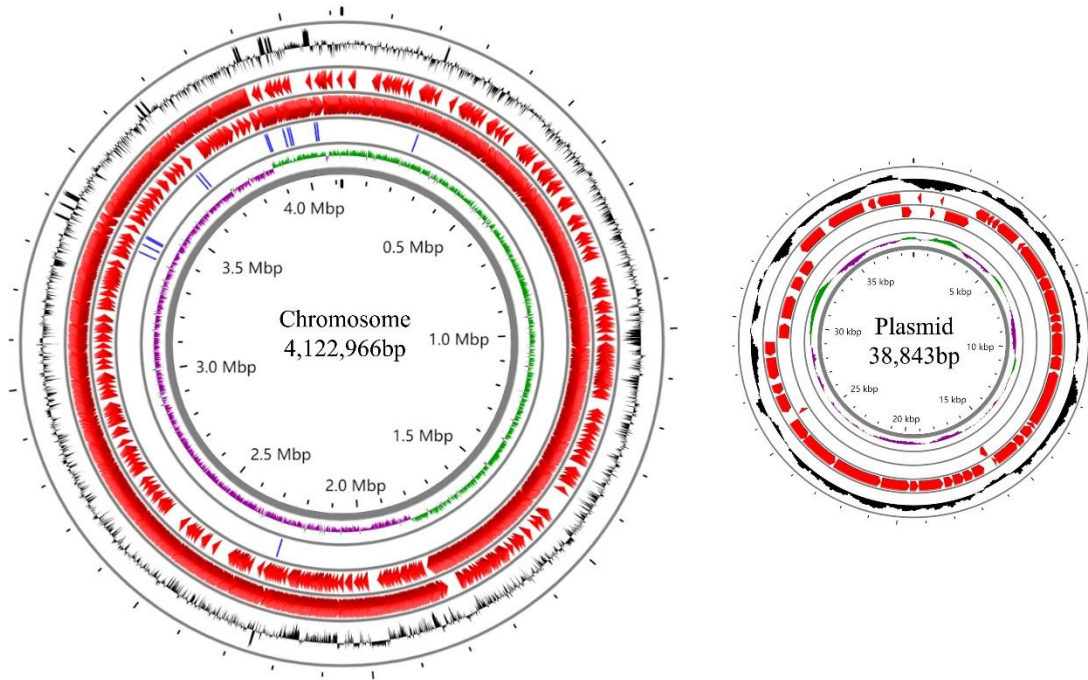 4.0 Mbp
0.5 Mbp
3.5 Mbp
Chromosome
4,122,966bp
1.0 Mbp
3.0 Mbp
1.5 Mbp
2.5 Mbp
2.0 Mbp
35 kbp
5 kbp
Plasmid
38,843bp
30 kbp
10 kbp
25 kbp
15 kbp
20 kbp